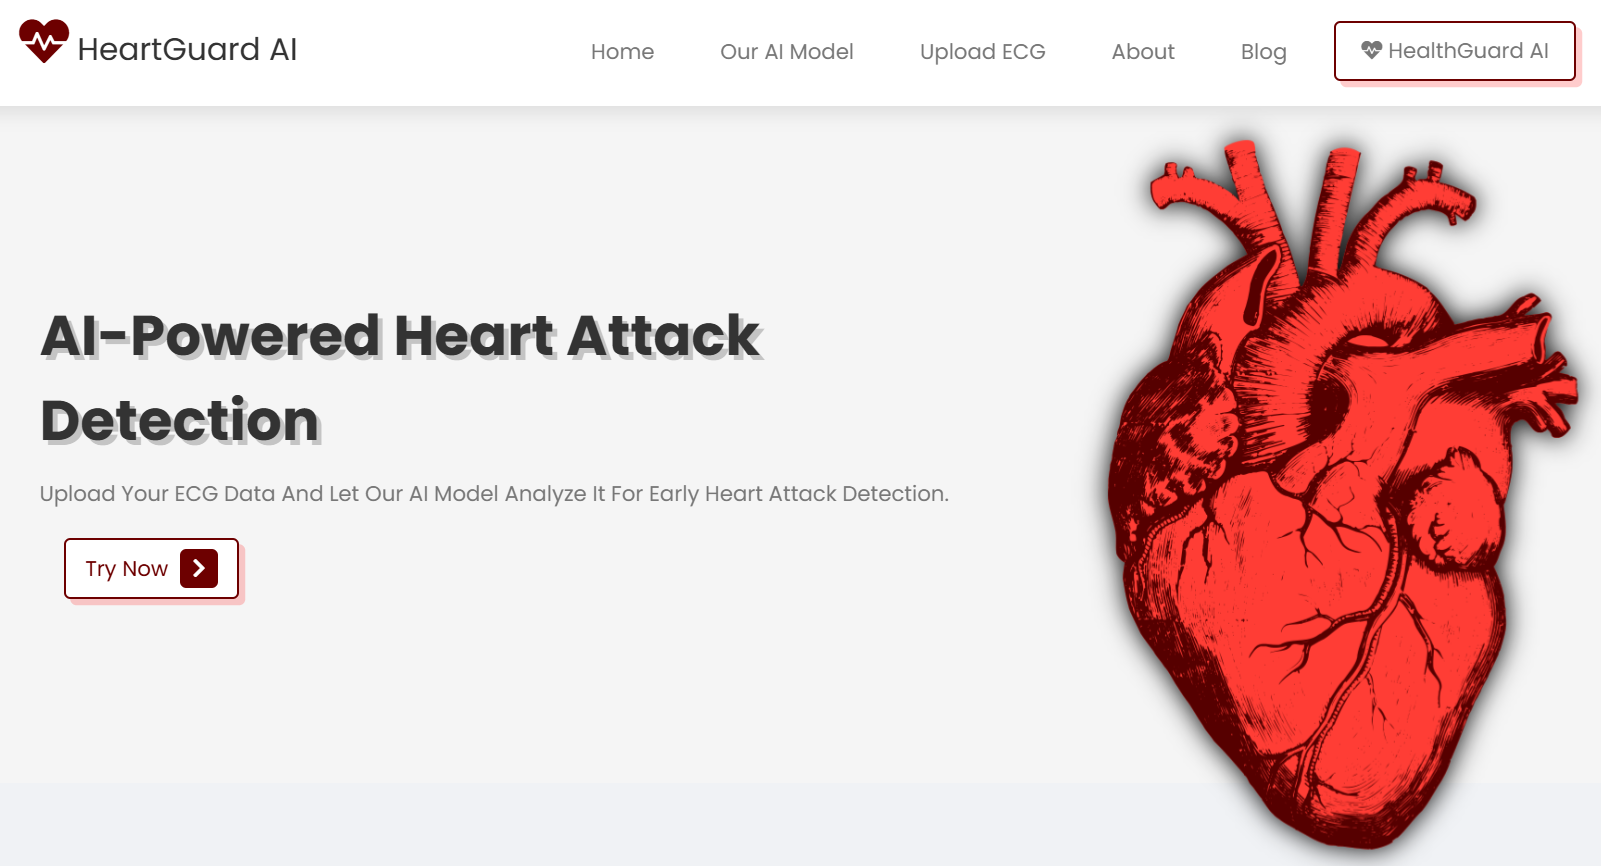 HeartGuard AI
Home
Our AI Model
Upload ECG
About
Blog
HealthGuard AI
AI-Powered Heart Attack
Detection
Upload Your ECG Data And Let Our AI Model Analyze It For Early Heart Attack Detection.
Try Now